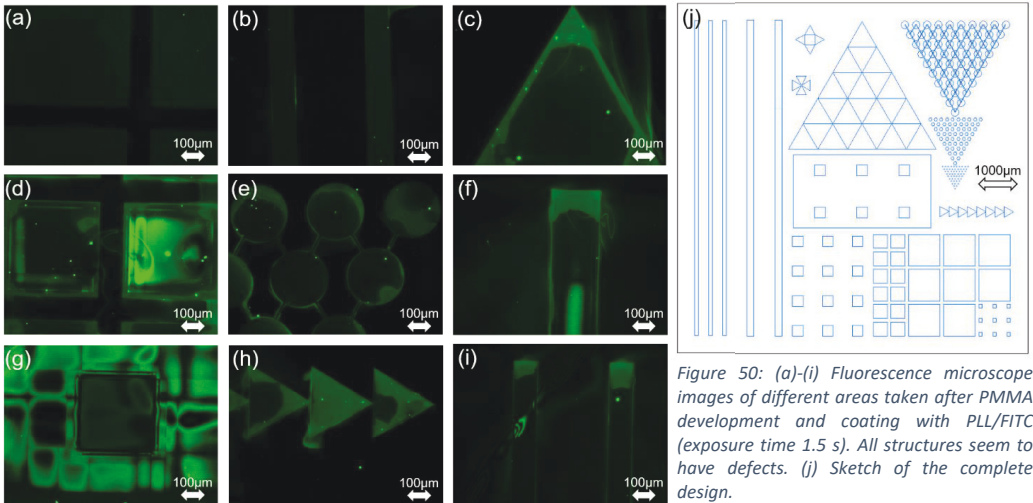 (a)
100µm
(b)
100µm
(c)
100µm
(d)
100µm
(e)
100µm
(f)
100µm
(g)
100µm
(h)
100µm
(i)
100µm
(j)
1000µm
Figure 50: (a)-(i) Fluorescence microscope
images of different areas taken after PMMA
development and coating with PLL/FITC
(exposure time 1.5 s). All structures seem to
have defects. (j) Sketch of the complete
design.